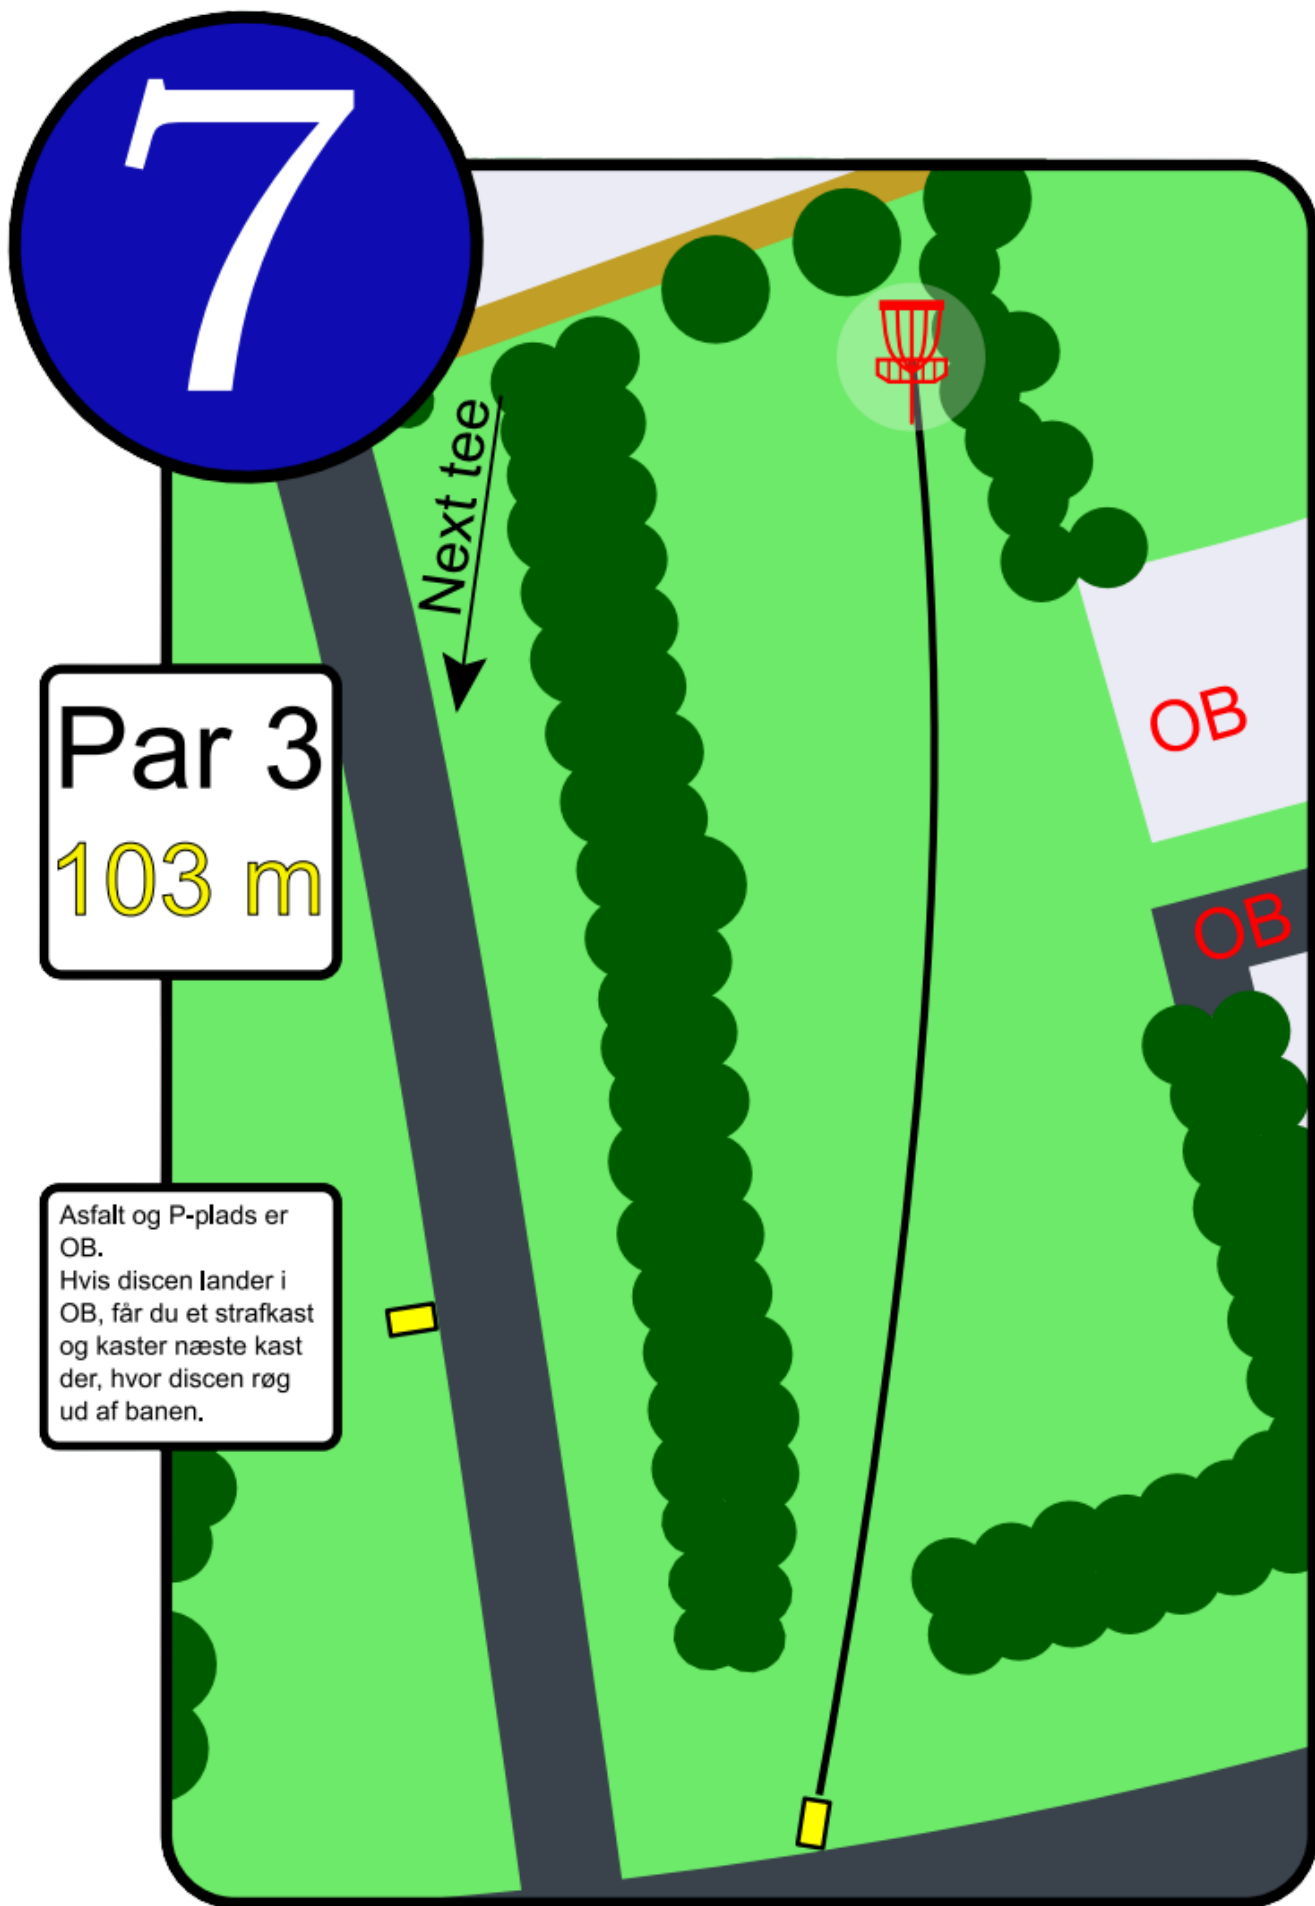 7
Next tee
Par 3
103 m
OB
OB
Asfalt og P-plads er
OB.
Hvis discen lander i
OB, får du et strafkast
og kaster næste kast
der, hvor discen røg
ud af banen.